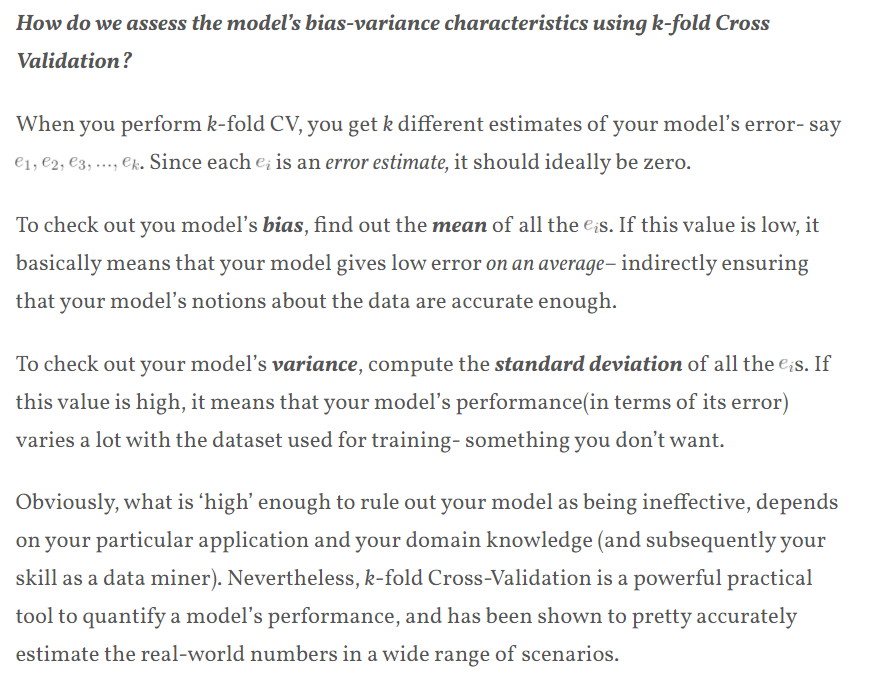 How do we assess the model's bias-variance characteristics using k-fold Cross
Validation?
When you perform k-fold CV, you get k different estimates of your model's error- say
e₁, e₂, e₃, ..., eₖ. Since each eᵢ is an error estimate, it should ideally be zero.
To check out you model's bias, find out the mean of all the eᵢs. If this value is low, it
basically means that your model gives low error on an average– indirectly ensuring
that your model's notions about the data are accurate enough.
To check out your model's variance, compute the standard deviation of all the eᵢs. If
this value is high, it means that your model's performance(in terms of its error)
varies a lot with the dataset used for training- something you don't want.
Obviously, what is ‘high’ enough to rule out your model as being ineffective, depends
on your particular application and your domain knowledge (and subsequently your
skill as a data miner). Nevertheless, k-fold Cross-Validation is a powerful practical
tool to quantify a model's performance, and has been shown to pretty accurately
estimate the real-world numbers in a wide range of scenarios.